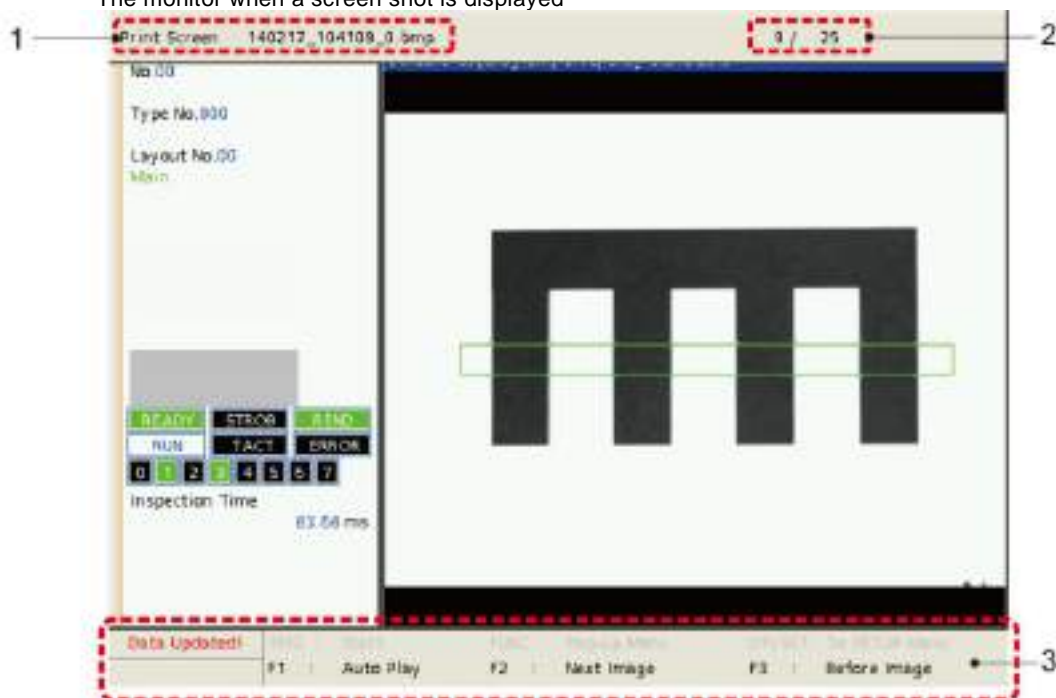 The monitor when a screen shot is displayed
1
Print Screen 140217_104109_0.bmp
9 / 25
2
No.00
Type No.000
Layout No.00
Main
READY STROB REND
RUN TACT ERROR
0 1 2 3 4 5 6 7
Inspection Time
83.66 ms
Data Updated!
F1 : Auto Play F2 : Next Image F3 : Before Image
3